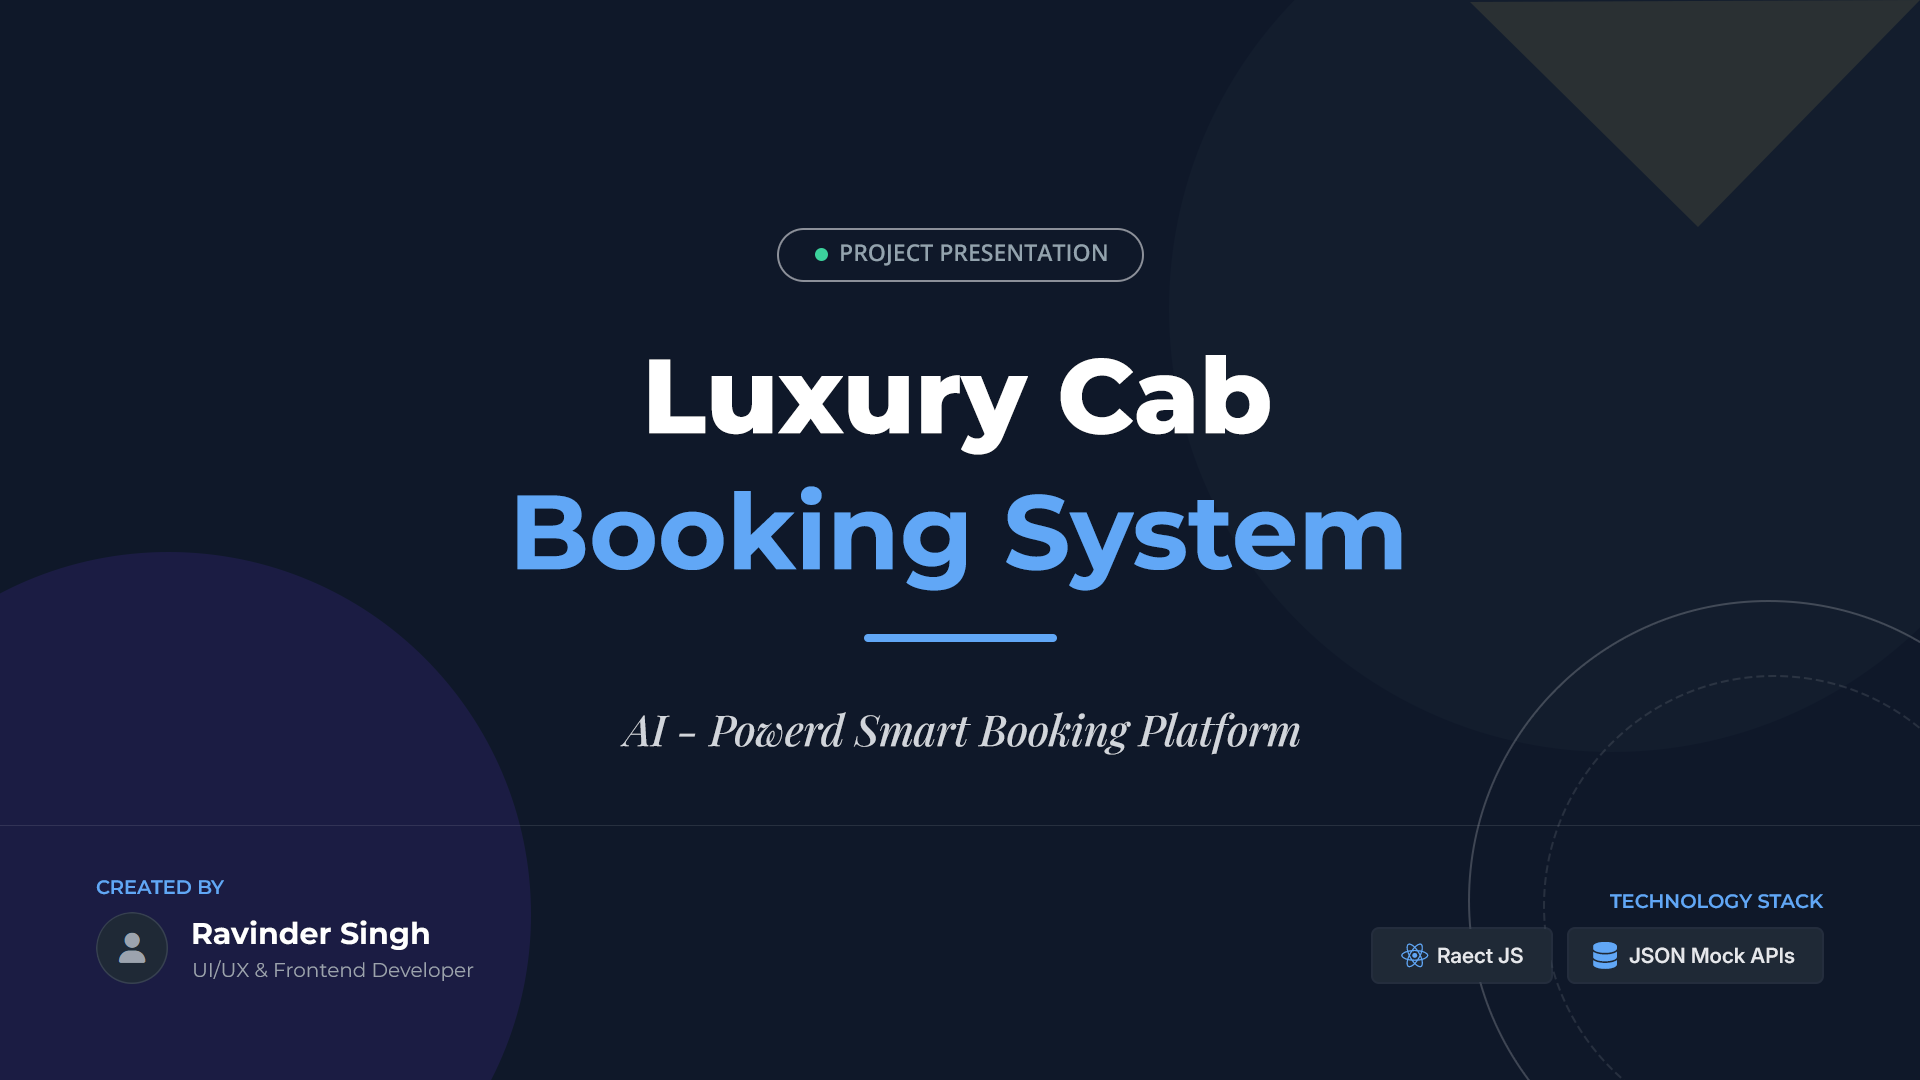 PROJECT PRESENTATION
Luxury Cab
Booking System
AI - Powerd Smart Booking Platform
CREATED BY
Ravinder Singh
UI/UX & Frontend Developer
TECHNOLOGY STACK
Raect JS
JSON Mock APIs